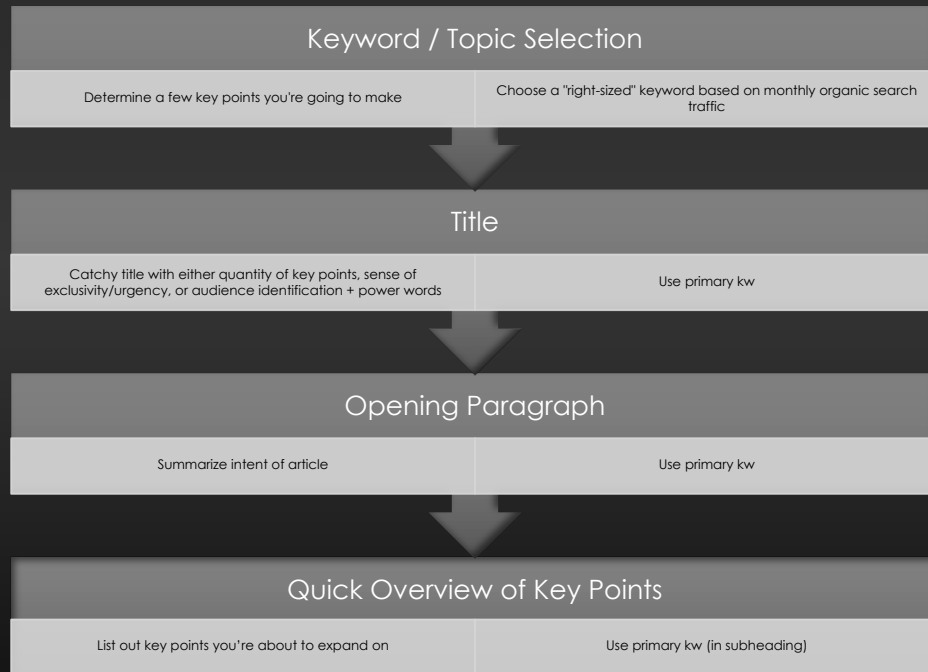 Keyword / Topic Selection
Determine a few key points you're going to make
Choose a "right-sized" keyword based on monthly organic search
traffic
Title
Catchy title with either quantity of key points, sense of
exclusivity/urgency, or audience identification + power words
Use primary kw
Opening Paragraph
Summarize intent of article
Use primary kw
Quick Overview of Key Points
List out key points you’re about to expand on
Use primary kw (in subheading)